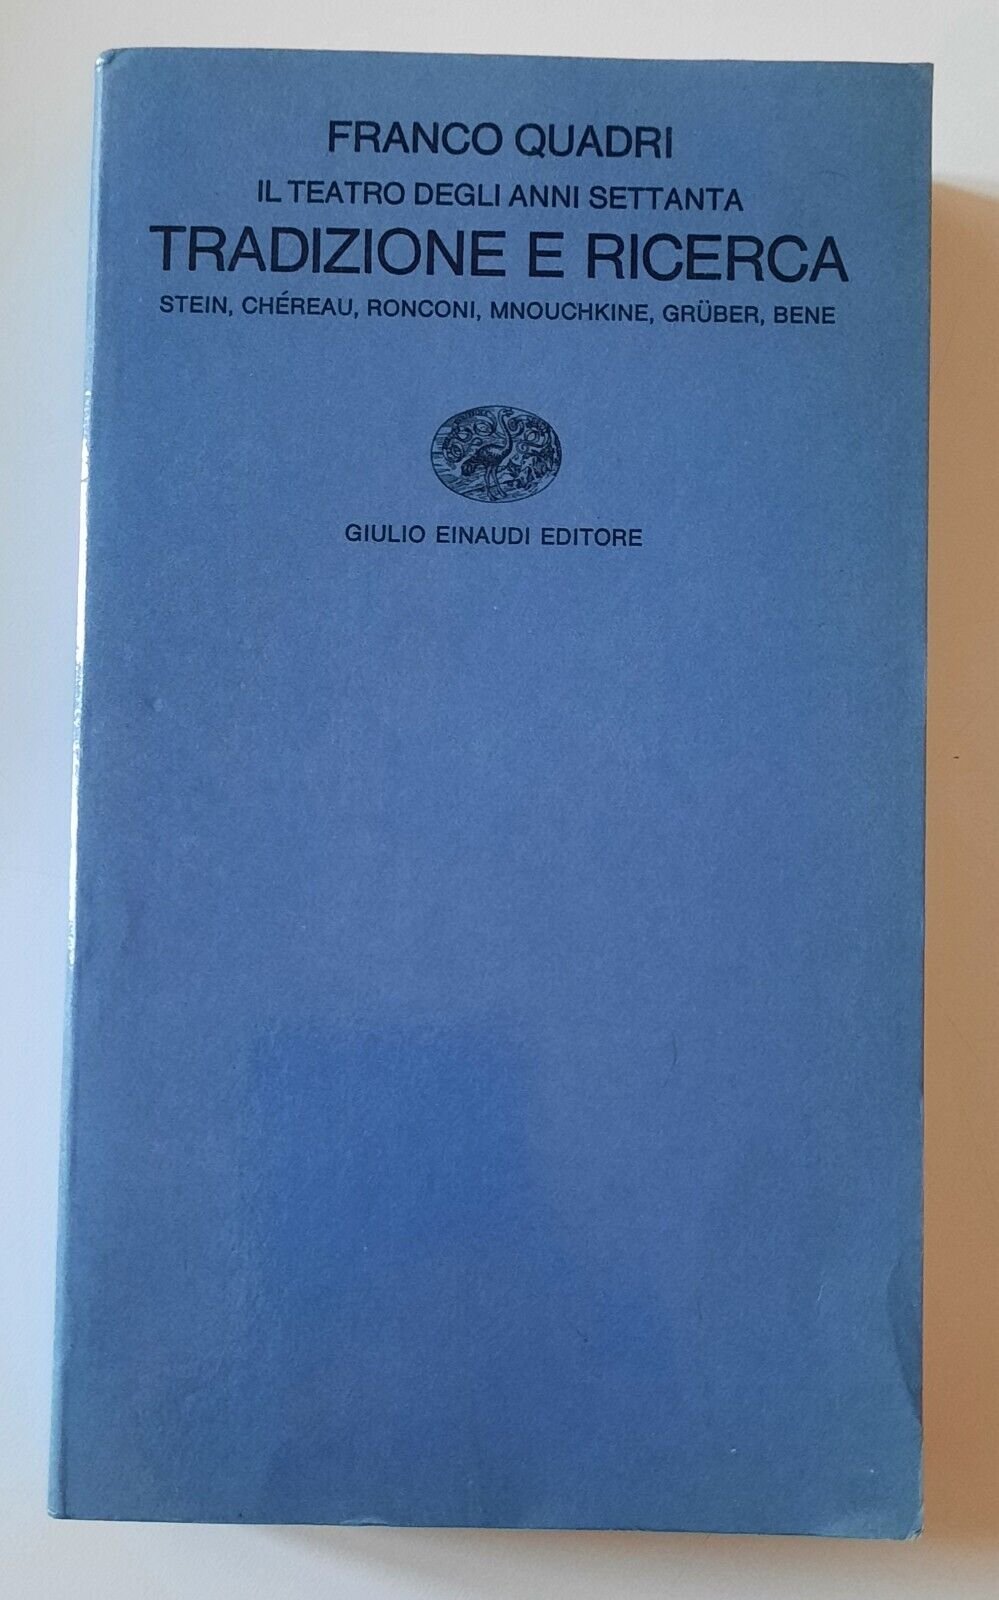 FRANCO QUADRI
IL TEATRO DEGLI ANNI SETTANTA
TRADIZIONE E RICERCA
STEIN, CHÉREAU, RONCONI, MNOUCHKINE, GRÜBER, BENE
GIULIO EINAUDI EDITORE